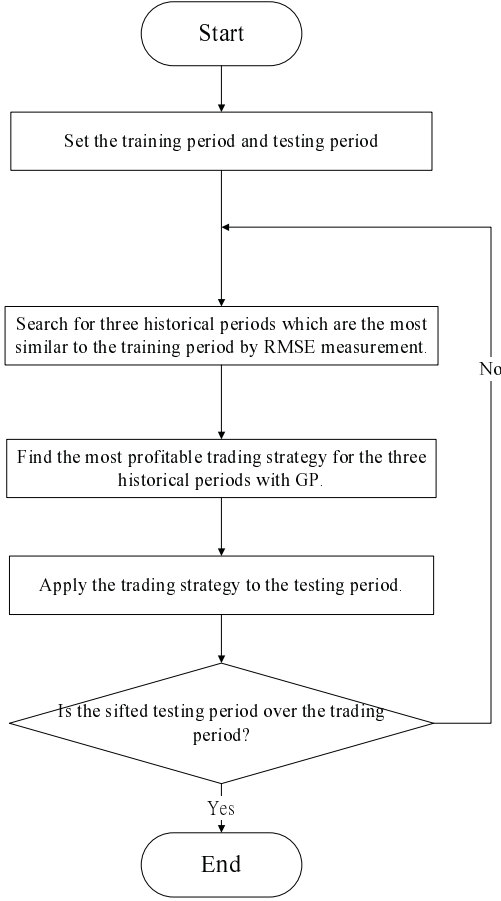 Start
Set the training period and testing period
Search for three historical periods which are the most
similar to the training period by RMSE measurement.
No
Find the most profitable trading strategy for the three
historical periods with GP.
Apply the trading strategy to the testing period.
Is the sifted testing period over the trading
period?
Yes
End